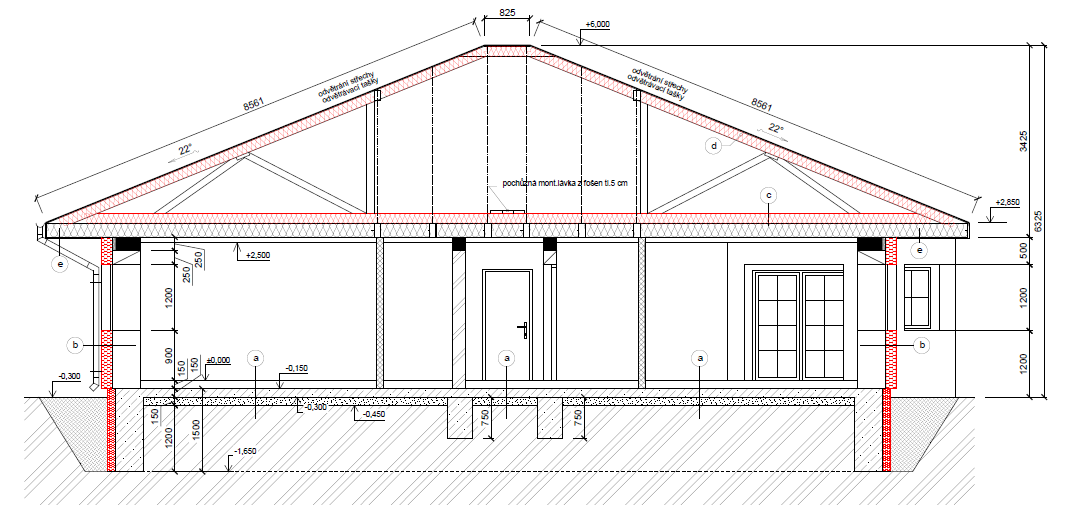 825
+6,000
odvětrání střechy
odvětrávací tašky
odvětrání střechy
odvětrávací tašky
8561
8561
22°
22°
d
3425
6325
pochůzná mont.lávka z fošen tl.5 cm
c
+2,850
e
e
250
250
+2,500
500
1200
1200
b
b
900
150
150
±0,000
a
a
a
-0,150
1200
-0,300
-0,300
-0,450
150
1200
1500
750
750
-1,650